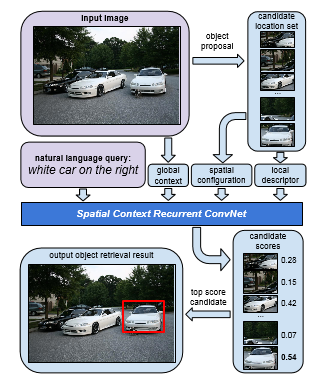 input image
object
proposal
candidate
location set
...
natural language query:
white car on the right
global
context
spatial
configuration
local
descriptor
Spatial Context Recurrent ConvNet
output object retrieval result
top score
candidate
candidate
scores
0.28
0.15
0.42
...
0.07
0.54